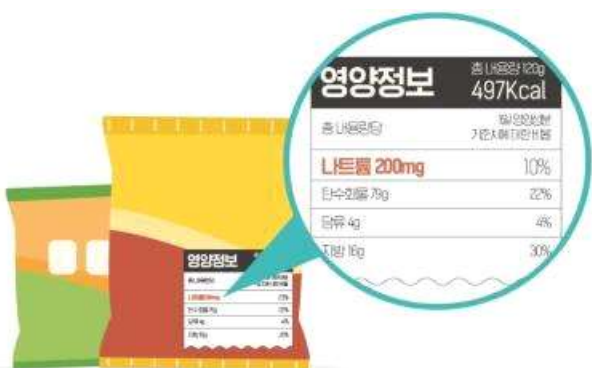 영양정보
총 내용량 120g
497Kcal
총 내용량당
1일 영양성분
기준치에 대한 비율
나트륨 200mg 10%
탄수화물 79g 22%
당류 4g 4%
지방 16g 30%
영양정보